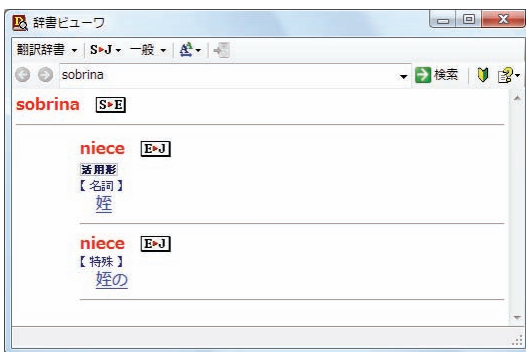 辞書ビューワ
翻訳辞書 S▸J 一般
sobrina 検索
sobrina S▸E
niece E▸J
活用形
【 名詞 】
姪
niece E▸J
【 特殊 】
姪の